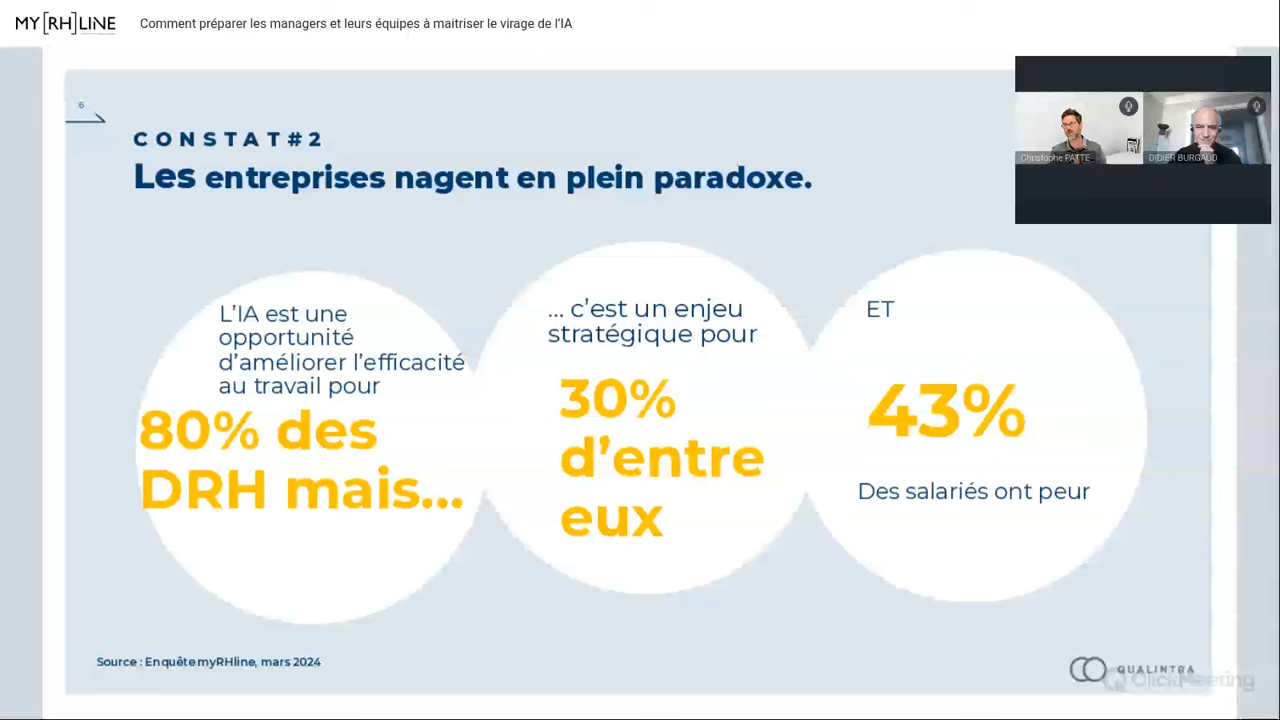 MY[RH]LINE
Comment préparer les managers et leurs équipes à maitriser le virage de l’IA
6
CONSTAT#2
Les entreprises nagent en plein paradoxe.
Christophe PATTE
DIDIER BURGAUD
L’IA est une
opportunité
d’améliorer l’efficacité
au travail pour
80% des
DRH mais...
... c’est un enjeu
stratégique pour
30%
d’entre
eux
ET
43%
Des salariés ont peur
Source : Enquête myRHline, mars 2024
QUALINTRA
ClickMeeting